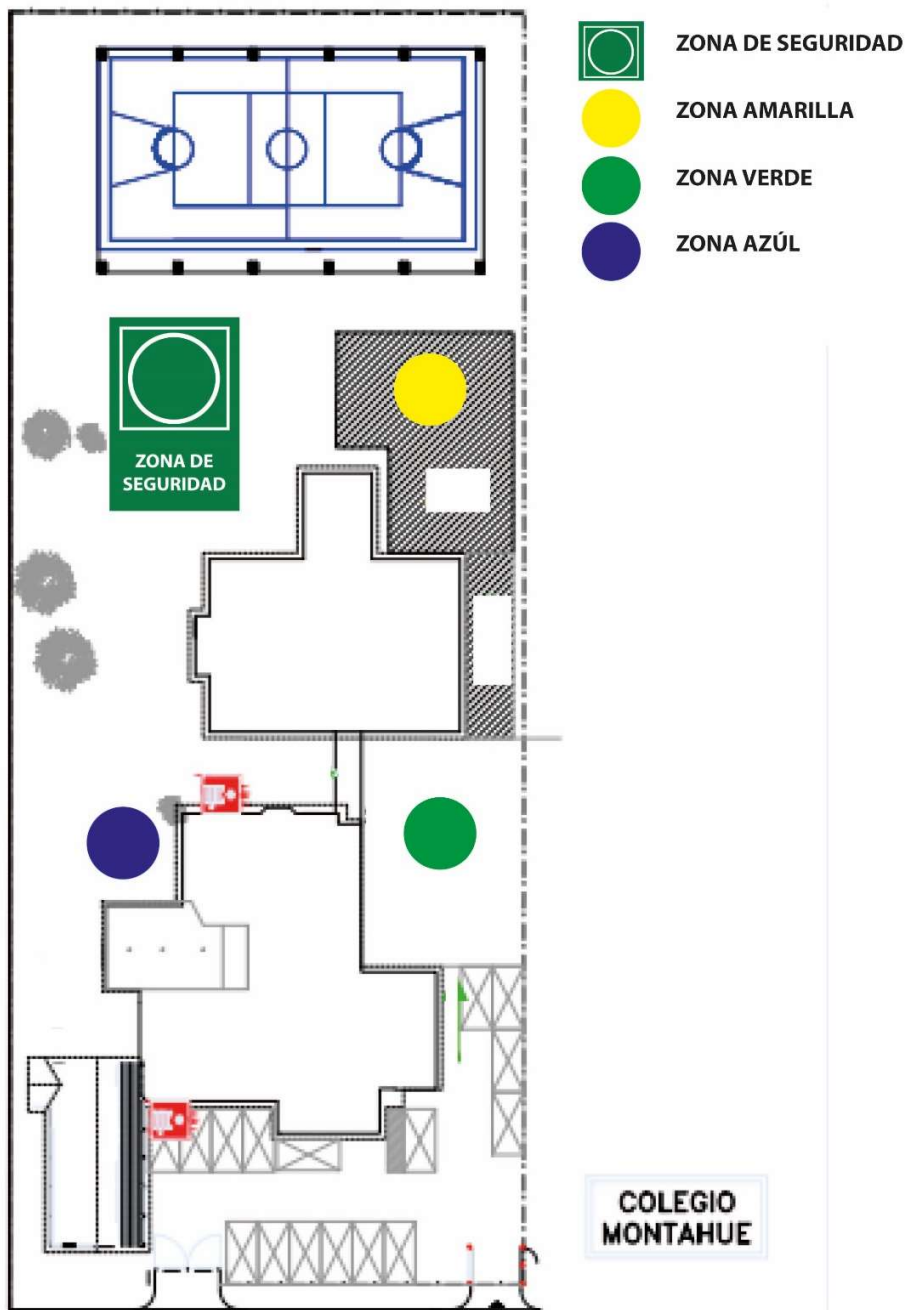 ZONA DE SEGURIDAD
ZONA AMARILLA
ZONA VERDE
ZONA AZÚL
ZONA DE
SEGURIDAD
COLEGIO
MONTAHUE